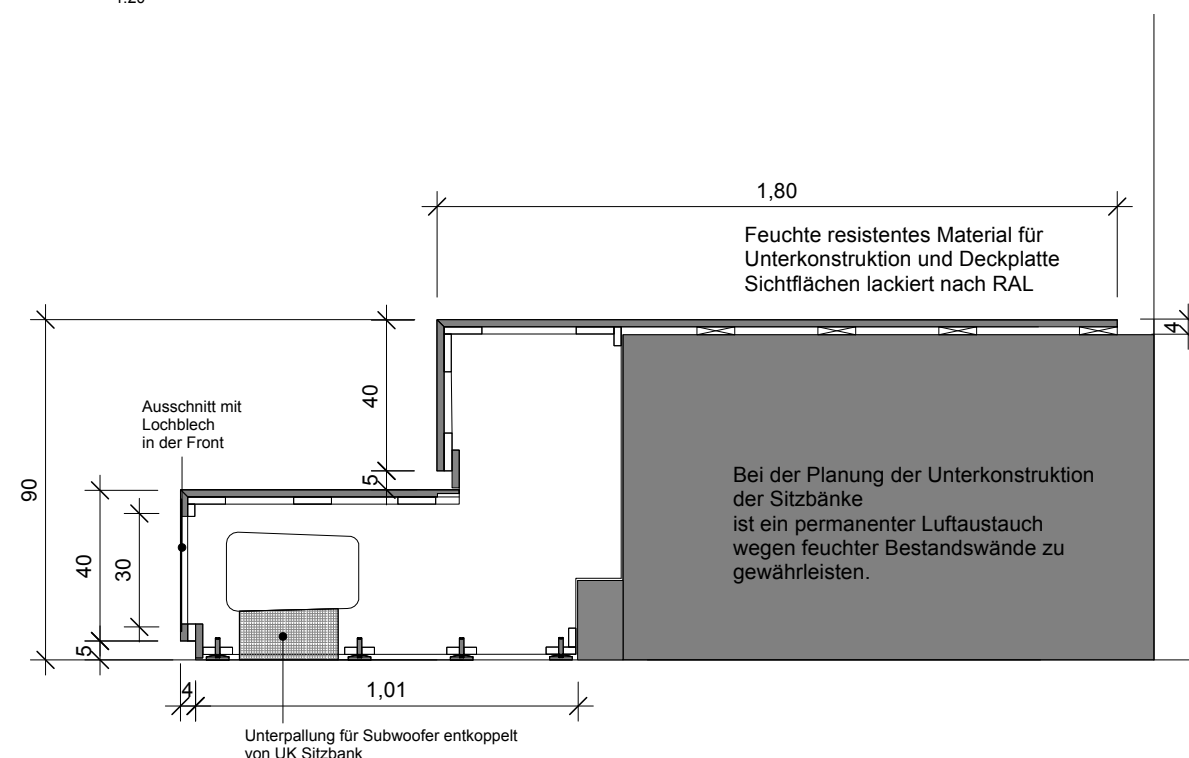 1,80
Feuchte resistentes Material für
Unterkonstruktion und Deckplatte
Sichtflächen lackiert nach RAL
4
40
Ausschnitt mit
Lochblech
in der Front
5
90
Bei der Planung der Unterkonstruktion
der Sitzbänke
ist ein permanenter Luftaustauch
wegen feuchter Bestandswände zu
gewährleisten.
40
30
5
4
1,01
Unterpallung für Subwoofer entkoppelt
von UK Sitzbank